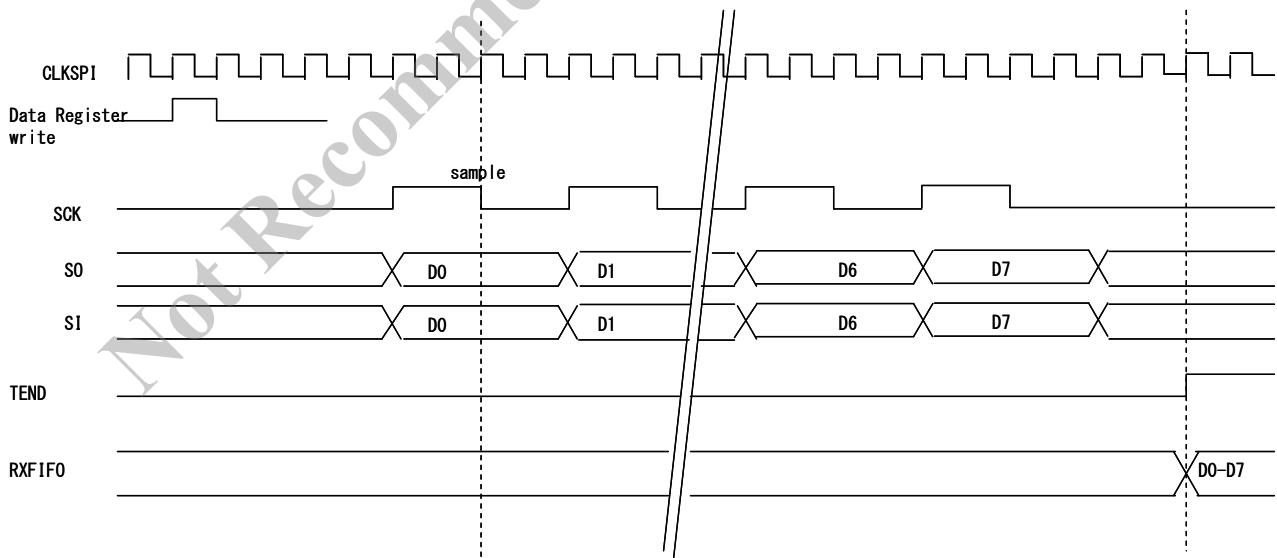 CLKSPI
Data Register
write
sample
SCK
SO D0 D1 D6 D7
SI D0 D1 D6 D7
TEND
RXFIFO D0-D7
Not Recomme